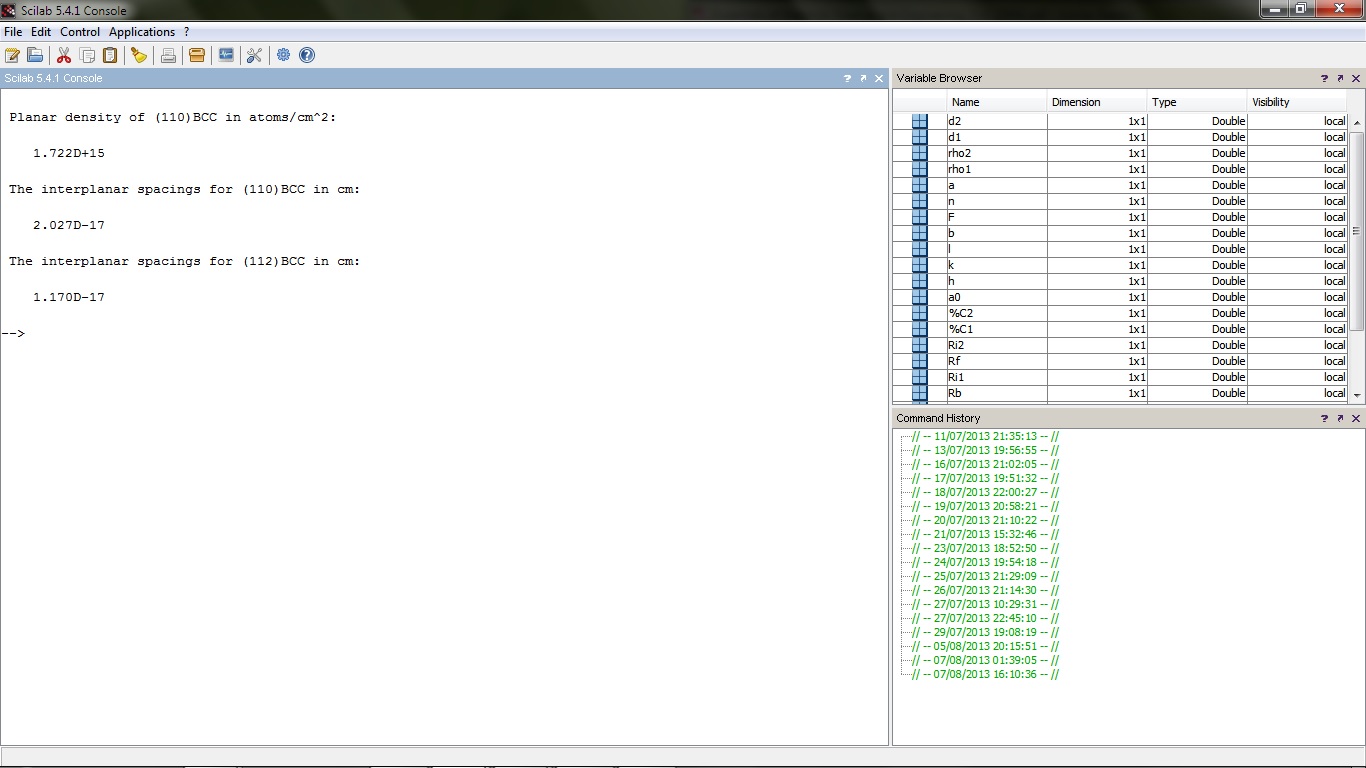 Scilab 5.4.1 Console
File Edit Control Applications ?
Scilab 5.4.1 Console ? 
Planar density of (110)BCC in atoms/cm^2:
1.722D+15
The interplanar spacings for (110)BCC in cm:
2.027D-17
The interplanar spacings for (112)BCC in cm:
1.170D-17
-->
Variable Browser ?
Name Dimension Type Visibility
d2 1x1 Double local
d1 1x1 Double local
rho2 1x1 Double local
rho1 1x1 Double local
a 1x1 Double local
n 1x1 Double local
F 1x1 Double local
b 1x1 Double local
l 1x1 Double local
k 1x1 Double local
h 1x1 Double local
a0 1x1 Double local
%C2 1x1 Double local
%C1 1x1 Double local
Ri2 1x1 Double local
Rf 1x1 Double local
Ri1 1x1 Double local
Rb 1x1 Double local
Command History ?
// -- 11/07/2013 21:35:13 -- //
// -- 13/07/2013 19:56:55 -- //
// -- 16/07/2013 21:02:05 -- //
// -- 17/07/2013 19:51:32 -- //
// -- 18/07/2013 22:00:27 -- //
// -- 19/07/2013 20:58:21 -- //
// -- 20/07/2013 21:10:22 -- //
// -- 21/07/2013 15:32:46 -- //
// -- 23/07/2013 18:52:50 -- //
// -- 24/07/2013 19:54:18 -- //
// -- 25/07/2013 21:29:09 -- //
// -- 26/07/2013 21:14:30 -- //
// -- 27/07/2013 10:29:31 -- //
// -- 27/07/2013 22:45:10 -- //
// -- 29/07/2013 19:08:19 -- //
// -- 05/08/2013 20:15:51 -- //
// -- 07/08/2013 01:39:05 -- //
// -- 07/08/2013 16:10:36 -- //